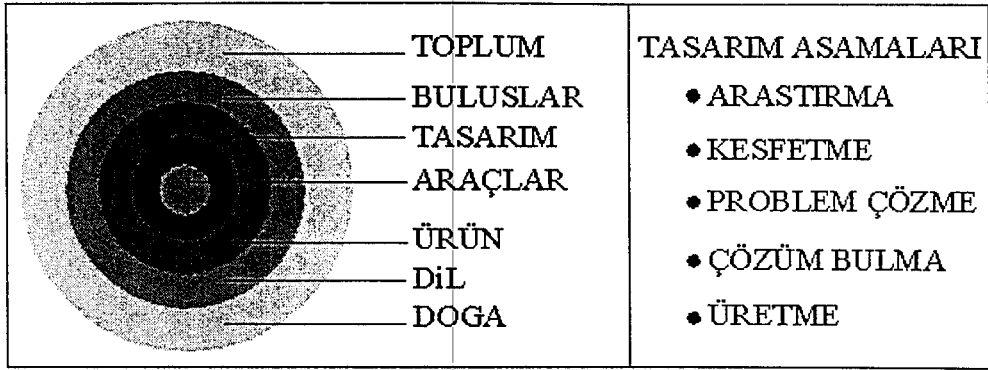 TOPLUM
BULUSLAR
TASARIM
ARAÇLAR
ÜRÜN
DiL
DOGA
TASARIM ASAMALARI
• ARASTIRMA
• KESFETME
• PROBLEM ÇÖZME
• ÇÖZÜM BULMA
• ÜRETME